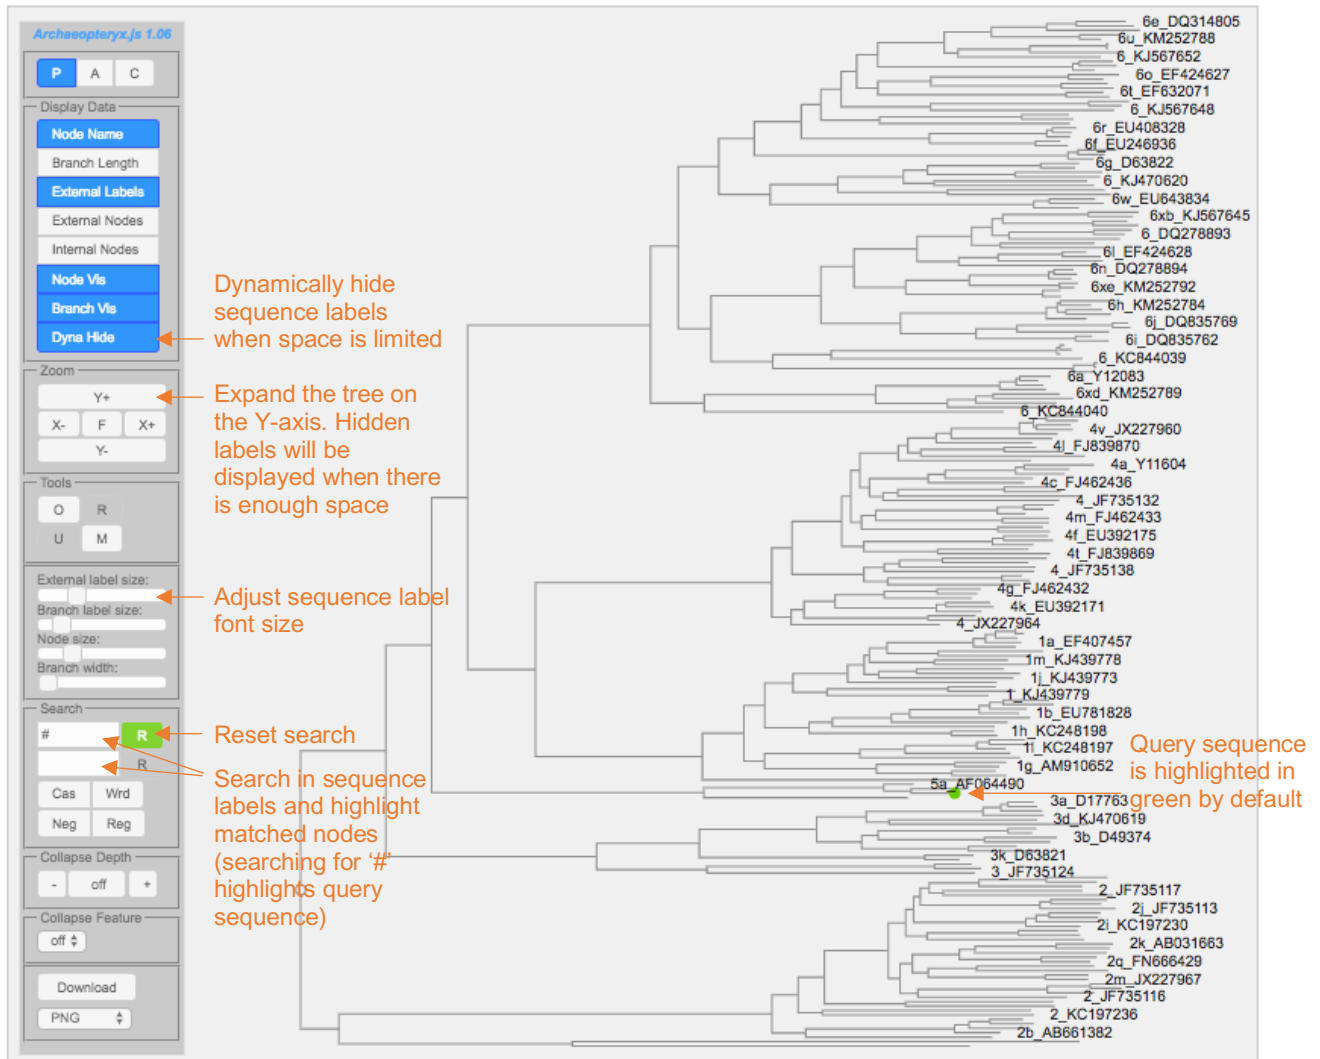 Archaeopteryx.js 1.06
P A C
Display Data
Node Name
Branch Length
External Labels
External Nodes
Internal Nodes
Node Vis
Branch Vis
Dyna Hide
Zoom
Y+
X- F X+
Y-
Tools
O R
U M
External label size:
Branch label size:
Node size:
Branch width:
Search
# R
R
Cas Wrd
Neg Reg
Collapse Depth
- off +
Collapse Feature
off
Download
PNG
Dynamically hide
sequence labels
when space is limited
Expand the tree on
the Y-axis. Hidden
labels will be
displayed when there
is enough space
Adjust sequence label
font size
Reset search
Search in sequence
labels and highlight
matched nodes
(searching for ‘#’
highlights query
sequence)
6e_DQ314805
6u_KM252788
6_KJ567652
6o_EF424627
6t_EF632071
6_KJ567648
6r_EU408328
6f_EU246936
6g_D63822
6_KJ470620
6w_EU643834
6xb_KJ567645
6_DQ278893
6l_EF424628
6n_DQ278894
6xe_KM252792
6h_KM252784
6j_DQ835769
6i_DQ835762
6_KC844039
6a_Y12083
6xd_KM252789
6_KC844040
4v_JX227960
4l_FJ839870
4a_Y11604
4c_FJ462436
4_JF735132
4m_FJ462433
4f_EU392175
4t_FJ839869
4_JF735138
4g_FJ462432
4k_EU392171
4_JX227964
1a_EF407457
1m_KJ439778
1j_KJ439773
1_KJ439779
1b_EU781828
1h_KC248198
1l_KC248197
1g_AM910652
5a_AF064490
3a_D17763
3d_KJ470619
3b_D49374
3k_D63821
3_JF735124
2_JF735117
2j_JF735113
2i_KC197230
2k_AB031663
2q_FN666429
2m_JX227967
2_JF735116
2_KC197236
2b_AB661382
Query sequence
is highlighted in
green by default